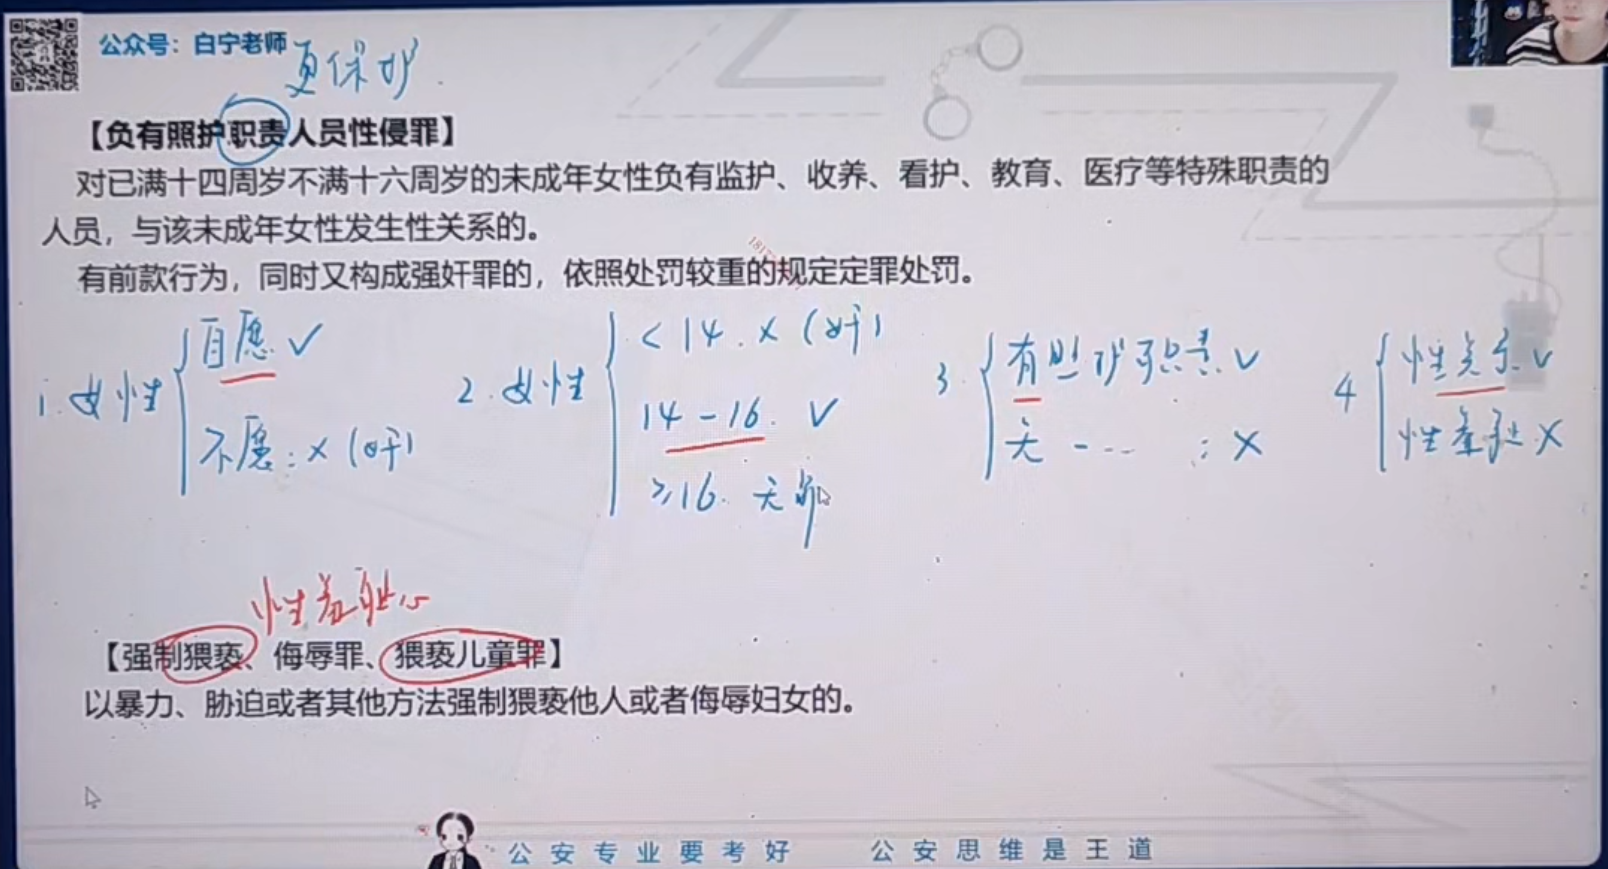 公众号：白宁老师
更保护
【负有照护职责人员性侵罪】
对已满十四周岁不满十六周岁的未成年女性负有监护、收养、看护、教育、医疗等特殊职责的
人员，与该未成年女性发生性关系的。
有前款行为，同时又构成强奸罪的，依照处罚较重的规定定罪处罚。
1.女性
自愿 ✓
不愿：×（奸）
2.女性
<14. ×（奸）
14-16. ✓
≥16. 无罪
3.
有照护职责 ✓
无 --- ：×
4
性关系 ✓
性羞耻 ×
性羞耻心
【强制猥亵、侮辱罪、猥亵儿童罪】
以暴力、胁迫或者其他方法强制猥亵他人或者侮辱妇女的。
公安专业要考好 公安思维是王道